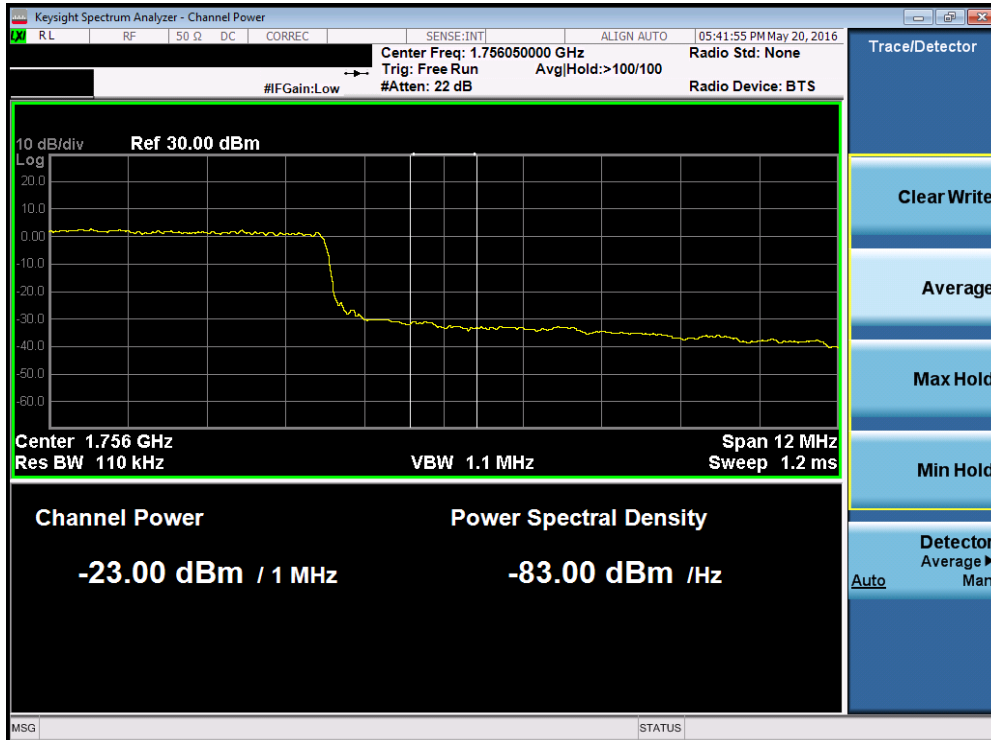 Keysight Spectrum Analyzer - Channel Power
LXI RL RF 50 Ω DC CORREC SENSE:INT ALIGN AUTO 05:41:55 PM May 20, 2016
Center Freq: 1.756050000 GHz Radio Std: None
Trig: Free Run Avg|Hold:>100/100
#IFGain:Low #Atten: 22 dB Radio Device: BTS
10 dB/div Ref 30.00 dBm
Log
20.0
10.0
0.00
-10.0
-20.0
-30.0
-40.0
-50.0
-60.0
Center 1.756 GHz Span 12 MHz
Res BW 110 kHz VBW 1.1 MHz Sweep 1.2 ms
Channel Power Power Spectral Density
-23.00 dBm / 1 MHz -83.00 dBm /Hz
Trace/Detector
Clear Write
Average
Max Hold
Min Hold
Detector
Average
Auto Man
MSG STATUS